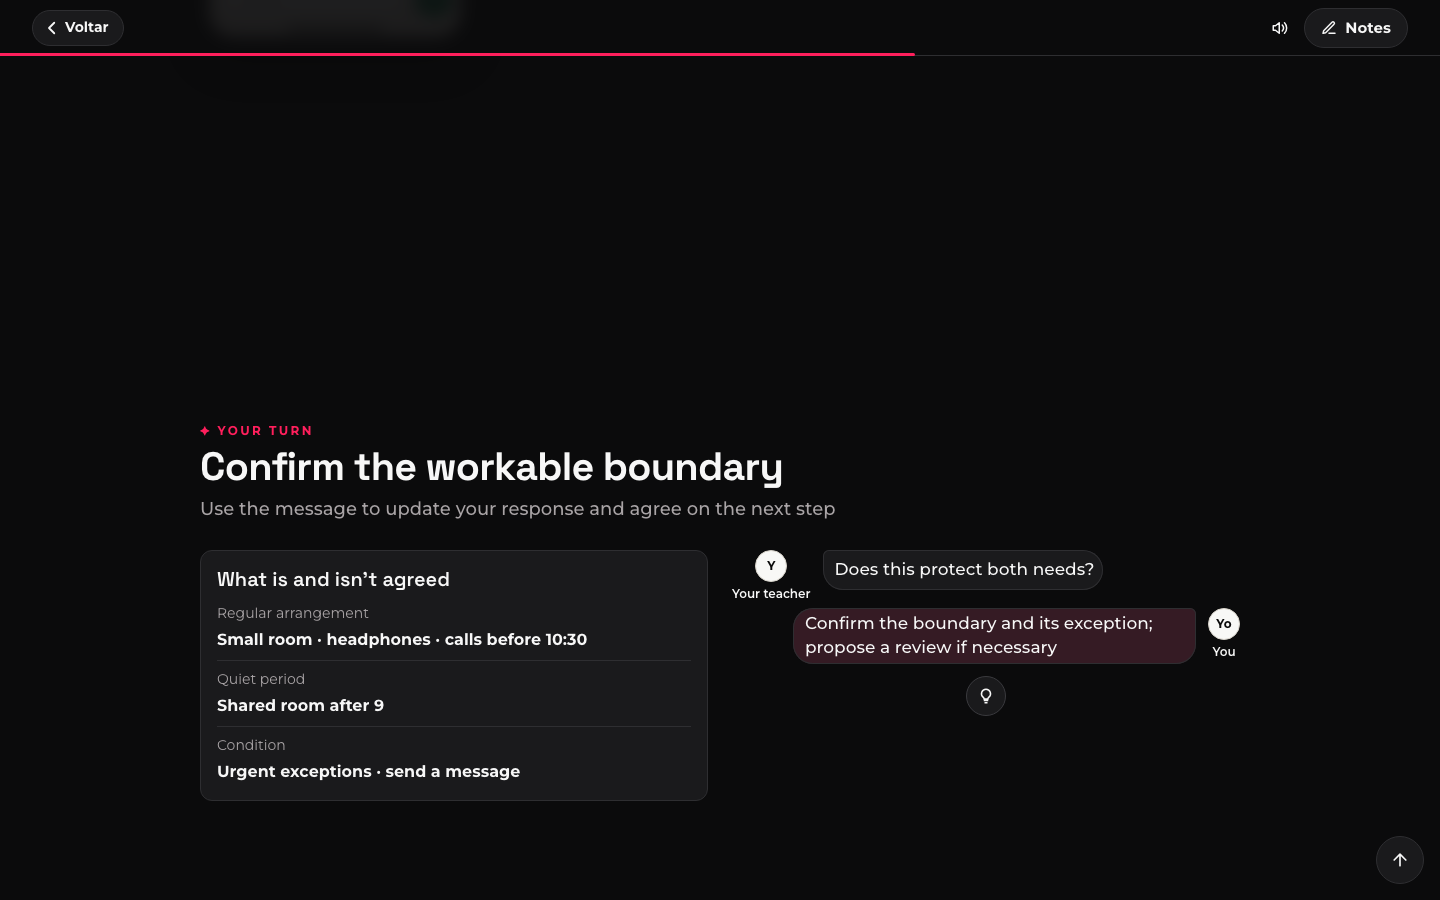 Voltar
Notes
YOUR TURN
Confirm the workable boundary
Use the message to update your response and agree on the next step
What is and isn't agreed
Regular arrangement
Small room · headphones · calls before 10:30
Quiet period
Shared room after 9
Condition
Urgent exceptions · send a message
Y
Your teacher
Does this protect both needs?
Confirm the boundary and its exception;
propose a review if necessary
Yo
You